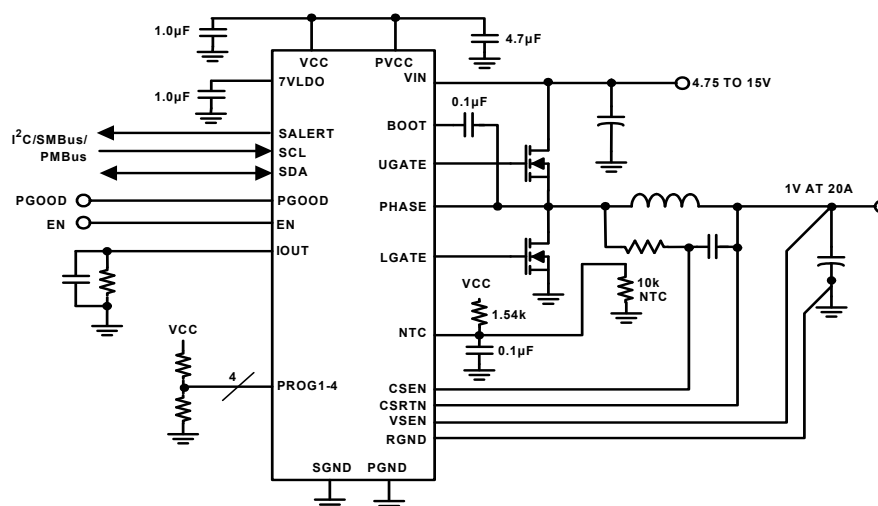 1.0µF
4.7µF
VCC
PVCC
7VLDO
VIN
4.75 TO 15V
1.0µF
0.1µF
BOOT
I²C/SMBus/
PMBus
SALERT
SCL
SDA
UGATE
PGOOD
PGOOD
PHASE
1V AT 20A
EN
EN
IOUT
LGATE
VCC
10k
NTC
1.54k
VCC
NTC
0.1µF
4
PROG1-4
CSEN
CSRTN
VSEN
RGND
SGND
PGND